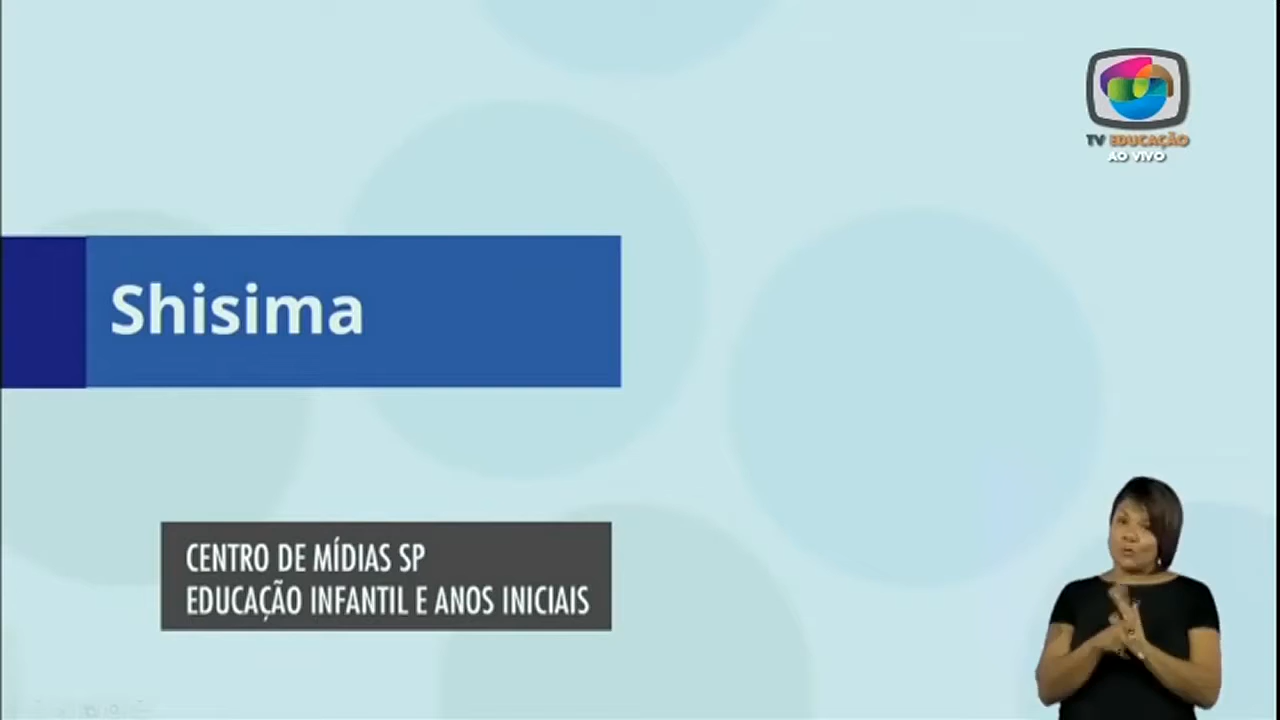 TV EDUCAÇÃO
AO VIVO
Shisima
CENTRO DE MÍDIAS SP
EDUCAÇÃO INFANTIL E ANOS INICIAIS